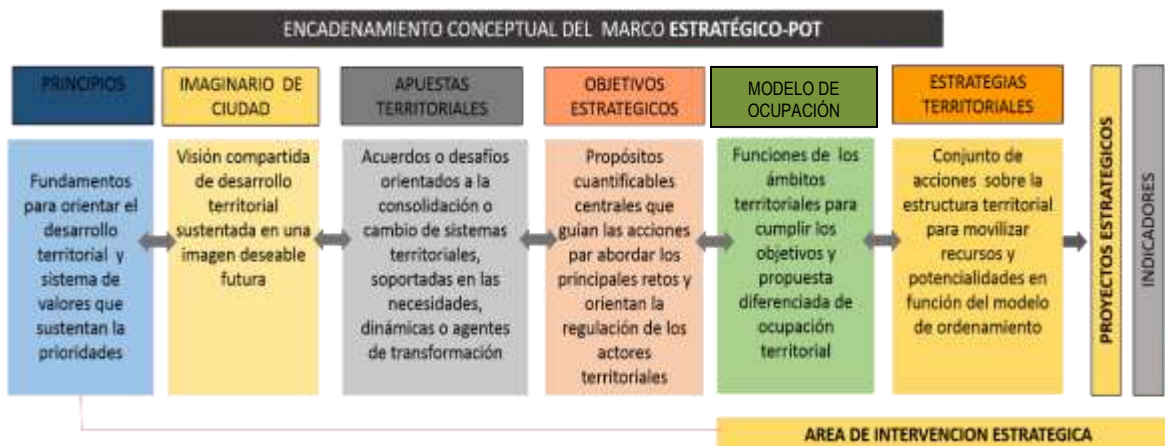 ENCADENAMIENTO CONCEPTUAL DEL MARCO ESTRATÉGICO-POT
PRINCIPIOS
Fundamentos
para orientar el
desarrollo
territorial y
sistema de
valores que
sustentan la
prioridades
IMAGINARIO DE
CIUDAD
Visión compartida
de desarrollo
territorial
sustentada en una
imagen deseable
futura
APUESTAS
TERRITORIALES
Acuerdos o desafíos
orientados a la
consolidación o
cambio de sistemas
territoriales,
soportadas en las
necesidades,
dinámicas o agentes
de transformación
OBJETIVOS
ESTRATEGICOS
Propósitos
cuantificables
centrales que
guían las acciones
par abordar los
principales retos y
orientan la
regulación de los
actores
territoriales
MODELO DE
OCUPACIÓN
Funciones de los
ámbitos
territoriales para
cumplir los
objetivos y
propuesta
diferenciada de
ocupación
territorial
ESTRATEGIAS
TERRITORIALES
Conjunto de
acciones sobre la
estructura territorial
para movilizar
recursos y
potencialidades en
función del modelo
de ordenamiento
PROYECTOS ESTRATEGICOS
INDICADORES
AREA DE INTERVENCION ESTRATEGICA